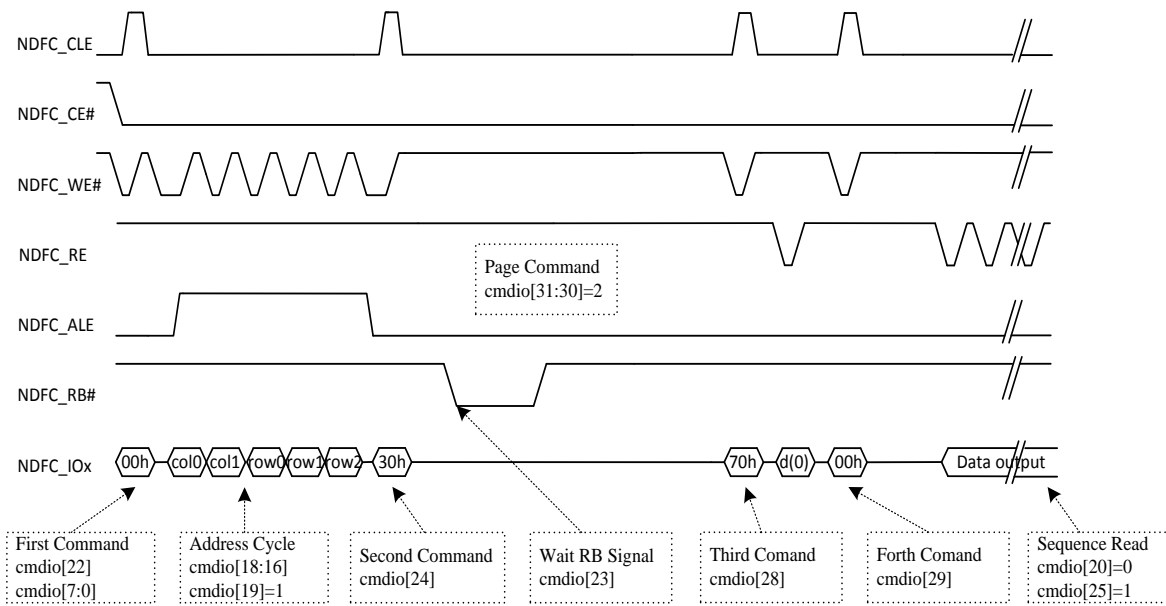 NDFC_CLE
NDFC_CE#
NDFC_WE#
NDFC_RE
Page Command
cmdio[31:30]=2
NDFC_ALE
NDFC_RB#
NDFC_IOx
00h col0 col1 row0 row1 row2 30h 70h d(0) 00h Data output
First Command
cmdio[22]
cmdio[7:0]
Address Cycle
cmdio[18:16]
cmdio[19]=1
Second Command
cmdio[24]
Wait RB Signal
cmdio[23]
Third Comand
cmdio[28]
Forth Comand
cmdio[29]
Sequence Read
cmdio[20]=0
cmdio[25]=1